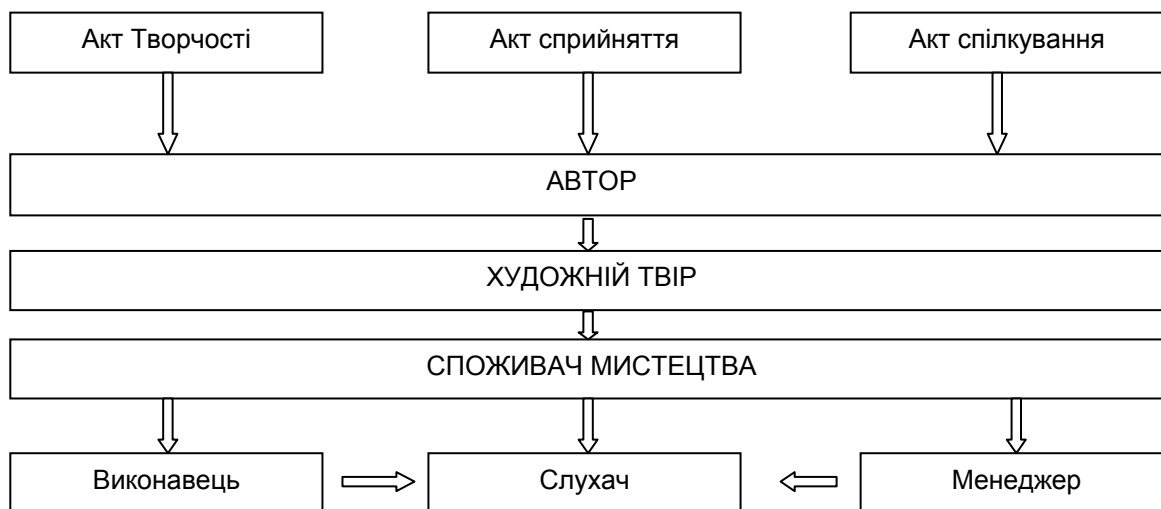 Акт Творчості
Акт сприйняття
Акт спілкування
АВТОР
ХУДОЖНІЙ ТВІР
СПОЖИВАЧ МИСТЕЦТВА
Виконавець
Слухач
Менеджер